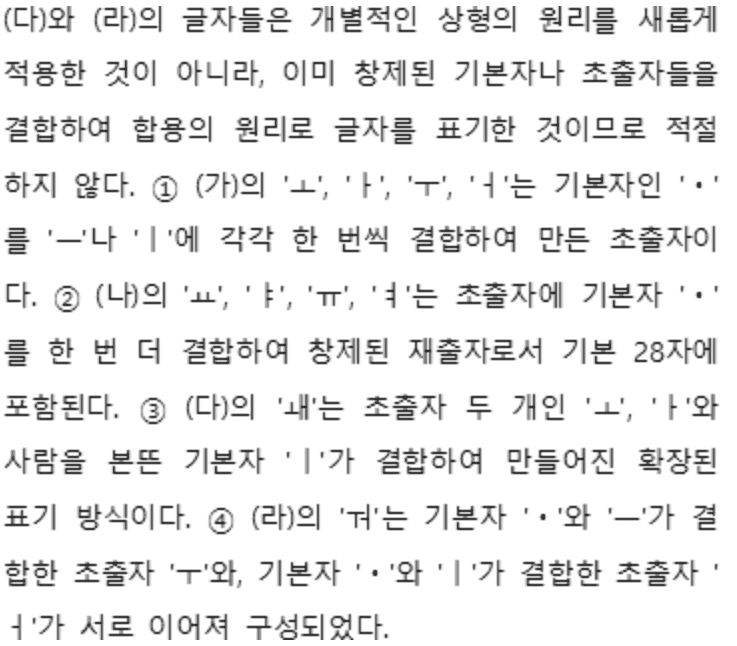 (다)와 (라)의 글자들은 개별적인 상형의 원리를 새롭게
적용한 것이 아니라, 이미 창제된 기본자나 초출자들을
결합하여 합용의 원리로 글자를 표기한 것이므로 적절
하지 않다. ① (가)의 'ㅗ', 'ㅏ', 'ㅜ', 'ㅓ'는 기본자인 'ㆍ'
를 'ㅡ'나 'ㅣ'에 각각 한 번씩 결합하여 만든 초출자이
다. ② (나)의 'ㅛ', 'ㅑ', 'ㅠ', 'ㅕ'는 초출자에 기본자 'ㆍ'
를 한 번 더 결합하여 창제된 재출자로서 기본 28자에
포함된다. ③ (다)의 'ㅙ'는 초출자 두 개인 'ㅗ', 'ㅏ'와
사람을 본뜬 기본자 'ㅣ'가 결합하여 만들어진 확장된
표기 방식이다. ④ (라)의 'ㅝ'는 기본자 'ㆍ'와 'ㅡ'가 결
합한 초출자 'ㅜ'와, 기본자 'ㆍ'와 'ㅣ'가 결합한 초출자 '
ㅓ'가 서로 이어져 구성되었다.